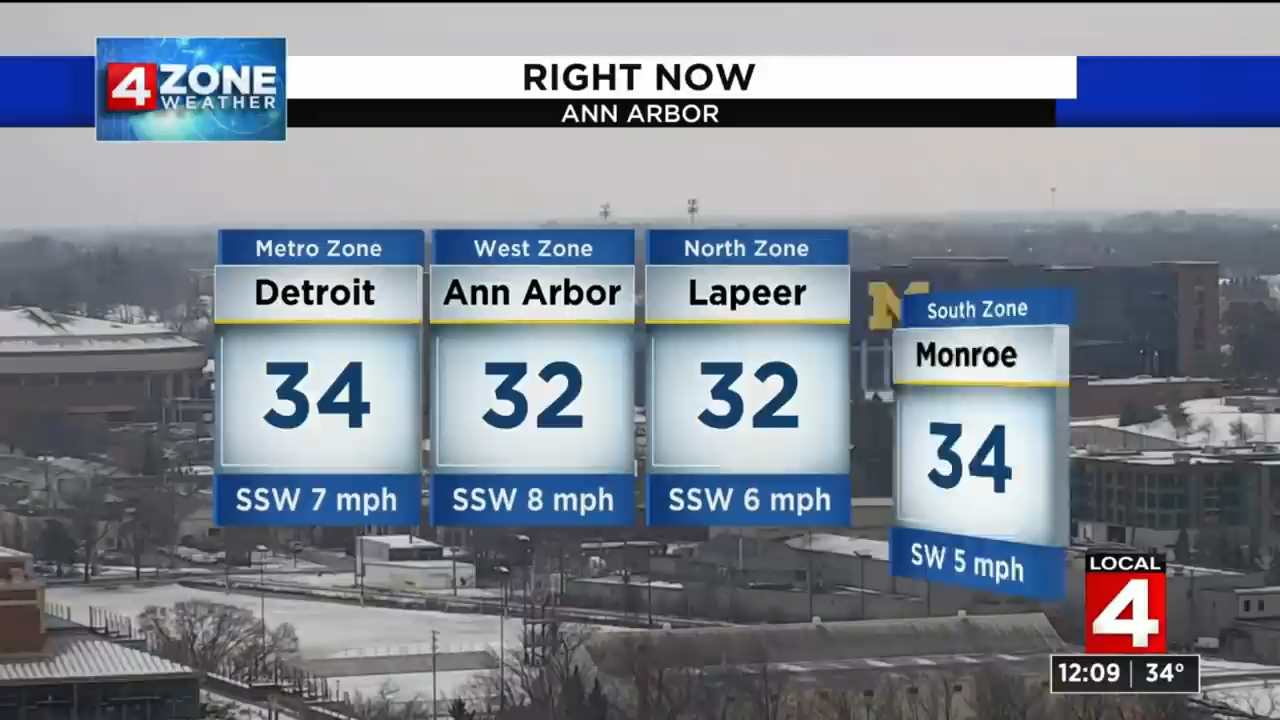 4 ZONE
WEATHER
RIGHT NOW
ANN ARBOR
Metro Zone
Detroit
34
SSW 7 mph
West Zone
Ann Arbor
32
SSW 8 mph
North Zone
Lapeer
32
SSW 6 mph
M
South Zone
Monroe
34
SW 5 mph
LOCAL
4
12:09 | 34°